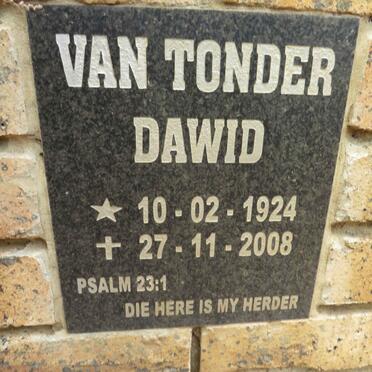 VAN TONDER
DAWID
★ 10 - 02 - 1924
✝ 27 - 11 - 2008
PSALM 23:1
DIE HERE IS MY HERDER